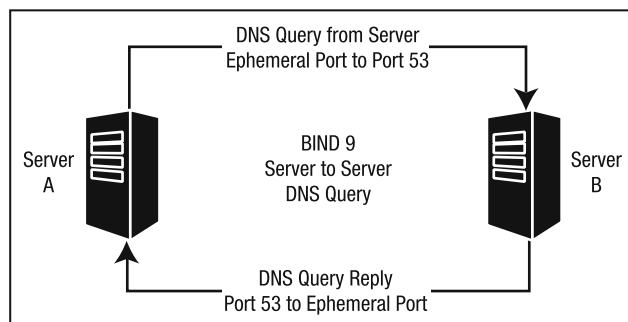 DNS Query from Server
Ephemeral Port to Port 53
Server
A
BIND 9
Server to Server
DNS Query
Server
B
DNS Query Reply
Port 53 to Ephemeral Port